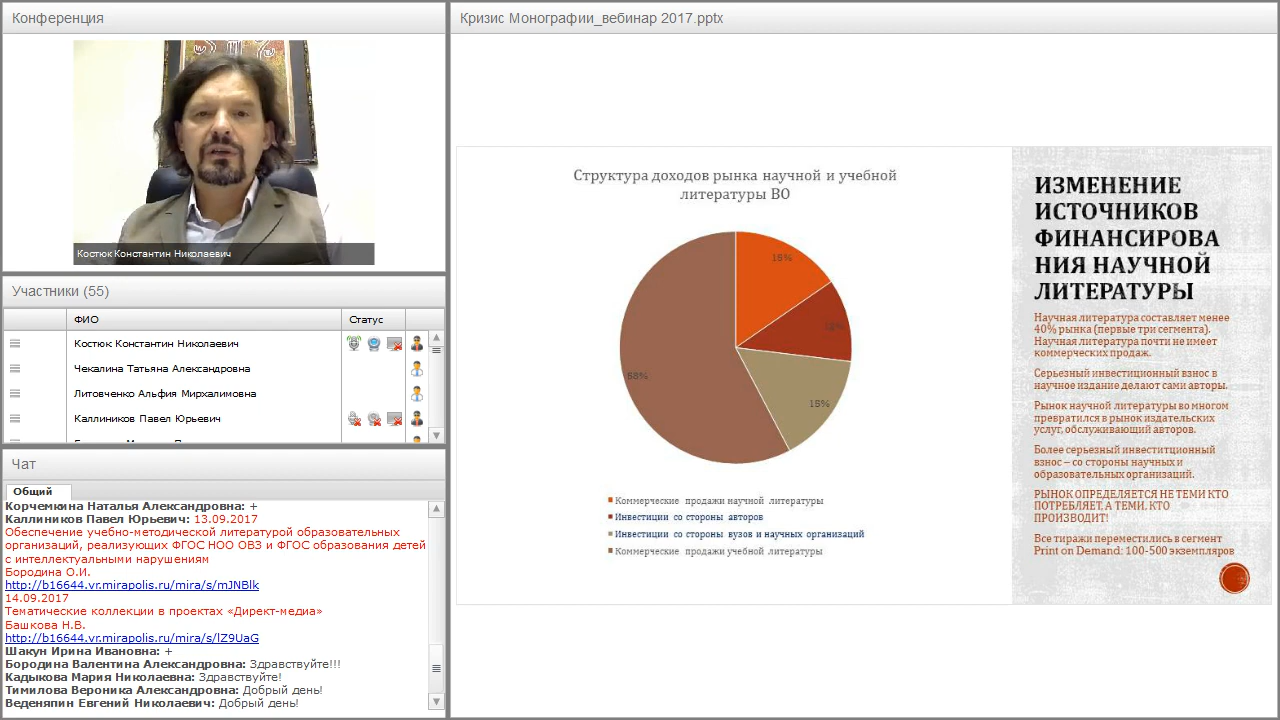 Конференция
Костюк Константин Николаевич
Участники (55)
ФИО Статус
Костюк Константин Николаевич
Чекалина Татьяна Александровна
Литовченко Альфия Мирхалимовна
Каллиников Павел Юрьевич
Чат
Общий
Корчемкина Наталья Александровна: +
Каллиников Павел Юрьевич: 13.09.2017
Обеспечение учебно-методической литературой образовательных
организаций, реализующих ФГОС НОО ОВЗ и ФГОС образования детей
с интеллектуальными нарушениями
Бородина О.И.
http://b16644.vr.mirapolis.ru/mira/s/mJNBlk
14.09.2017
Тематические коллекции в проектах «Директ-медиа»
Башкова Н.В.
http://b16644.vr.mirapolis.ru/mira/s/lZ9UaG
Шакун Ирина Ивановна: +
Бородина Валентина Александровна: Здравствуйте!!!
Кадыкова Мария Николаевна: Здравствуйте!
Тимилова Вероника Александровна: Добрый день!
Веденяпин Евгений Николаевич: Добрый день!
Кризис Монографии_вебинар 2017.pptx
Структура доходов рынка научной и учебной
литературы ВО
15%
12%
15%
58%
Коммерческие продажи научной литературы
Инвестиции со стороны авторов
Инвестиции со стороны вузов и научных организаций
Коммерческие продажи учебной литературы
ИЗМЕНЕНИЕ
ИСТОЧНИКОВ
ФИНАНСИРОВА
НИЯ НАУЧНОЙ
ЛИТЕРАТУРЫ
Научная литература составляет менее
40% рынка (первые три сегмента).
Научная литература почти не имеет
коммерческих продаж.
Серьезный инвестиционный взнос в
научное издание делают сами авторы.
Рынок научной литературы во многом
превратился в рынок издательских
услуг, обслуживающий авторов.
Более серьезный инвеститционный
взнос – со стороны научных и
образовательных организаций.
РЫНОК ОПРЕДЕЛЯЕТСЯ НЕ ТЕМИ КТО
ПОТРЕБЛЯЕТ, А ТЕМИ, КТО
ПРОИЗВОДИТ!
Все тиражи переместились в сегмент
Print on Demand: 100-500 экземпляров